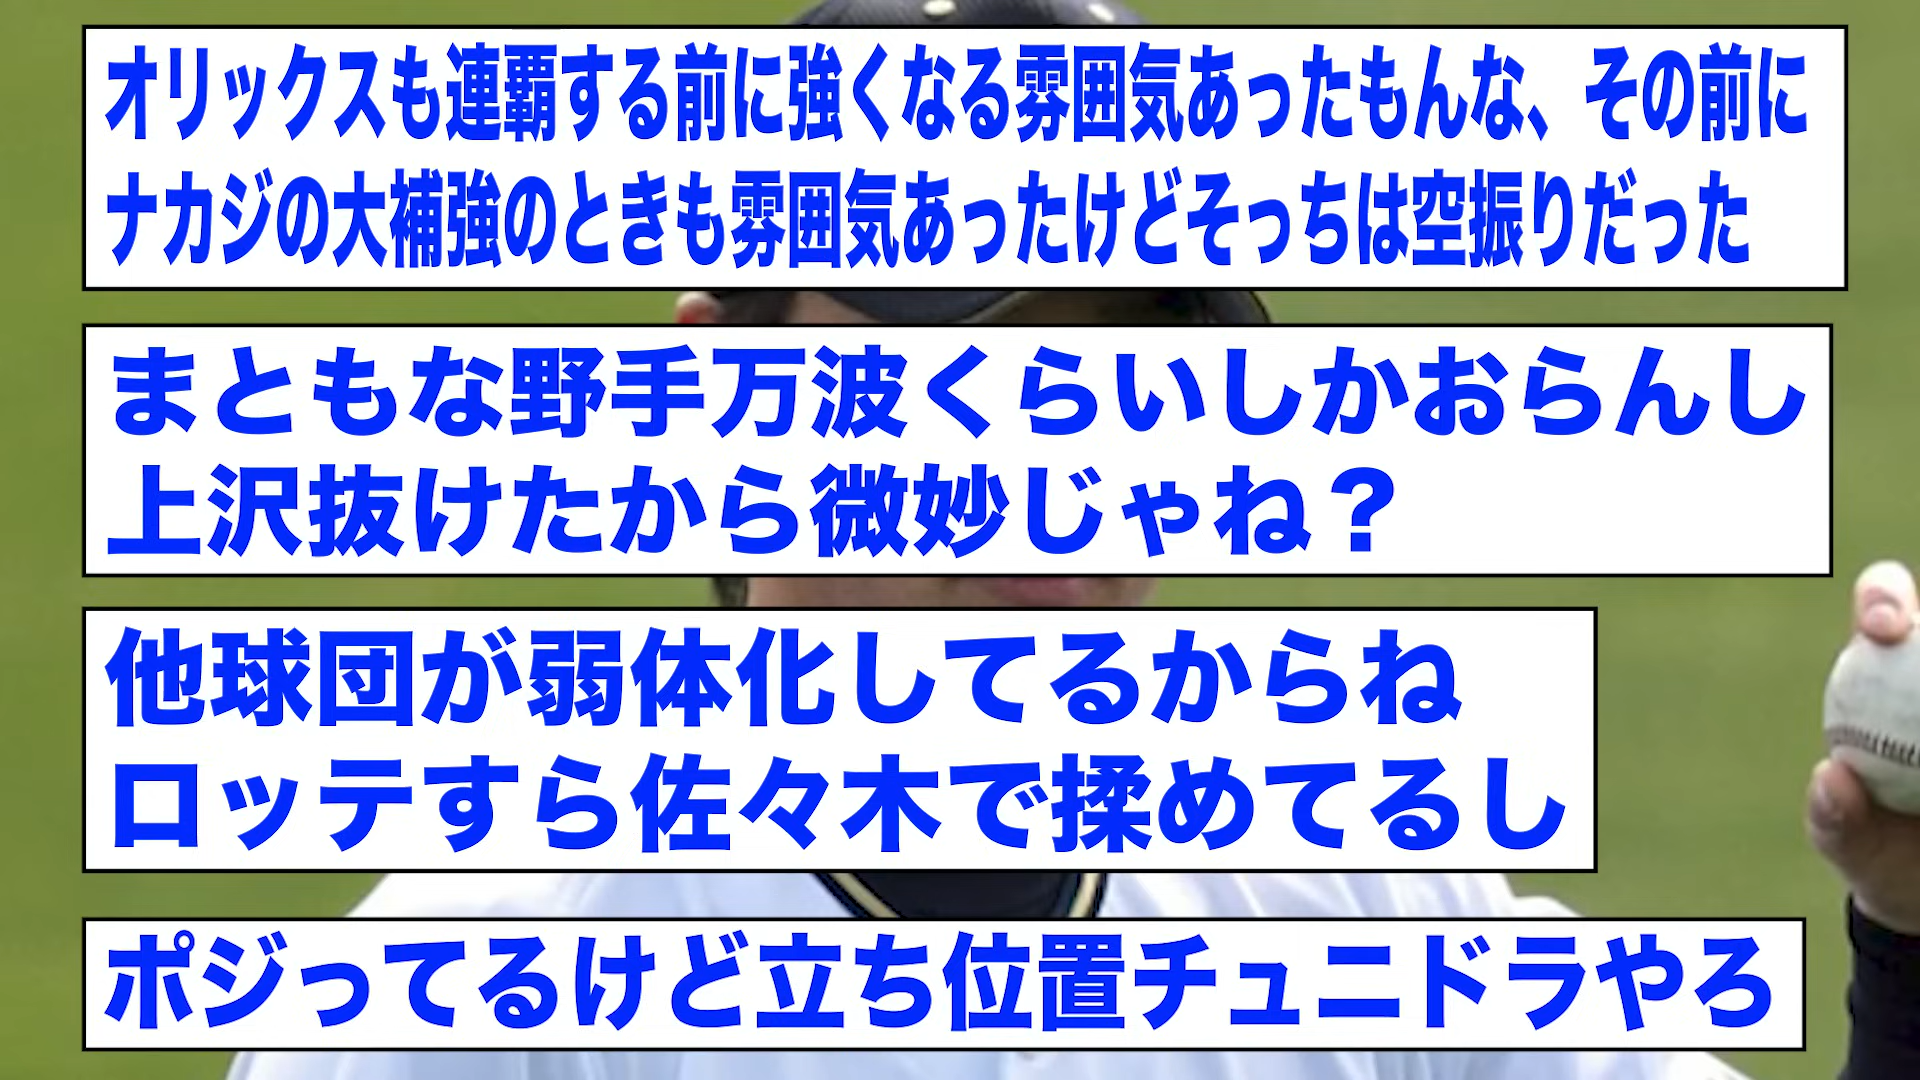 オリックスも連覇する前に強くなる雰囲気あったもんな、その前に
ナカジの大補強のときも雰囲気あったけどそっちは空振りだった
まともな野手万波くらいしかおらんし
上沢抜けたから微妙じゃね？
他球団が弱体化してるからね
ロッテすら佐々木で揉めてるし
ポジってるけど立ち位置チュニドラやろ